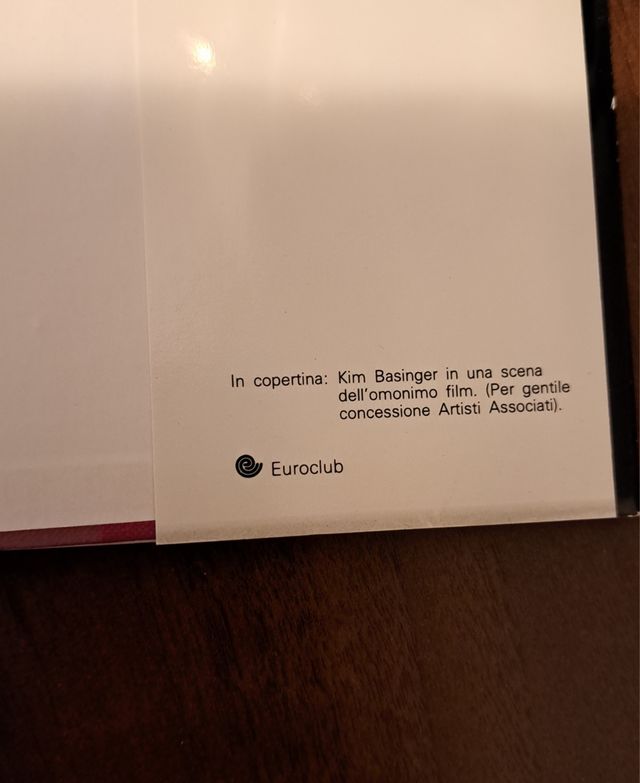 In copertina: Kim Basinger in una scena
dell'omonimo film. (Per gentile
concessione Artisti Associati).
Euroclub